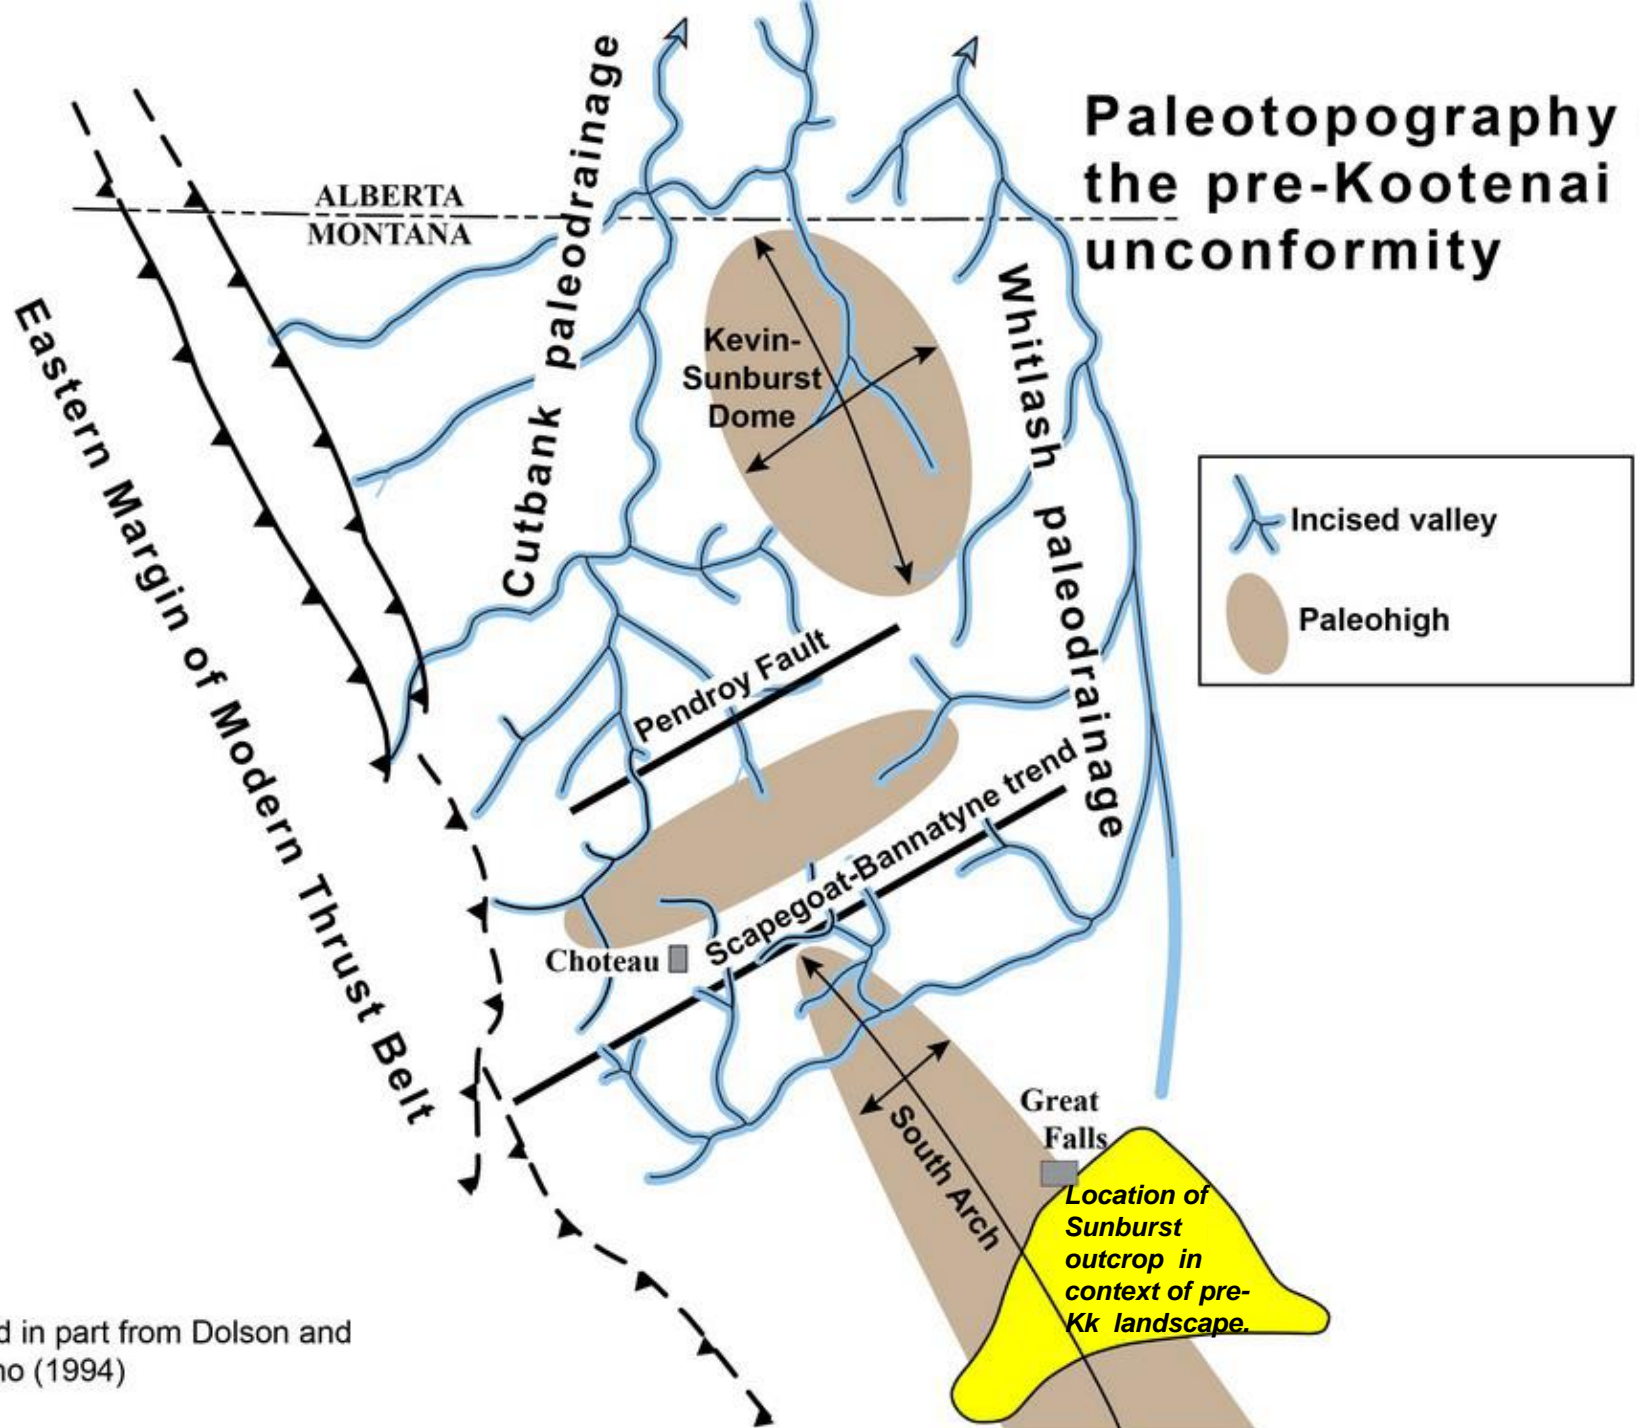 Paleotopography
the pre-Kootenai
unconformity
ALBERTA
MONTANA
Cutbank paleodrainage
Whitlash paleodrainage
Eastern Margin of Modern Thrust Belt
Kevin-
Sunburst
Dome
Incised valley
Paleohigh
Pendroy Fault
Scapegoat-Bannatyne trend
Choteau
South Arch
Great
Falls
Location of
Sunburst
outcrop in
context of pre-
Kk landscape.
in part from Dolson and
(1994)